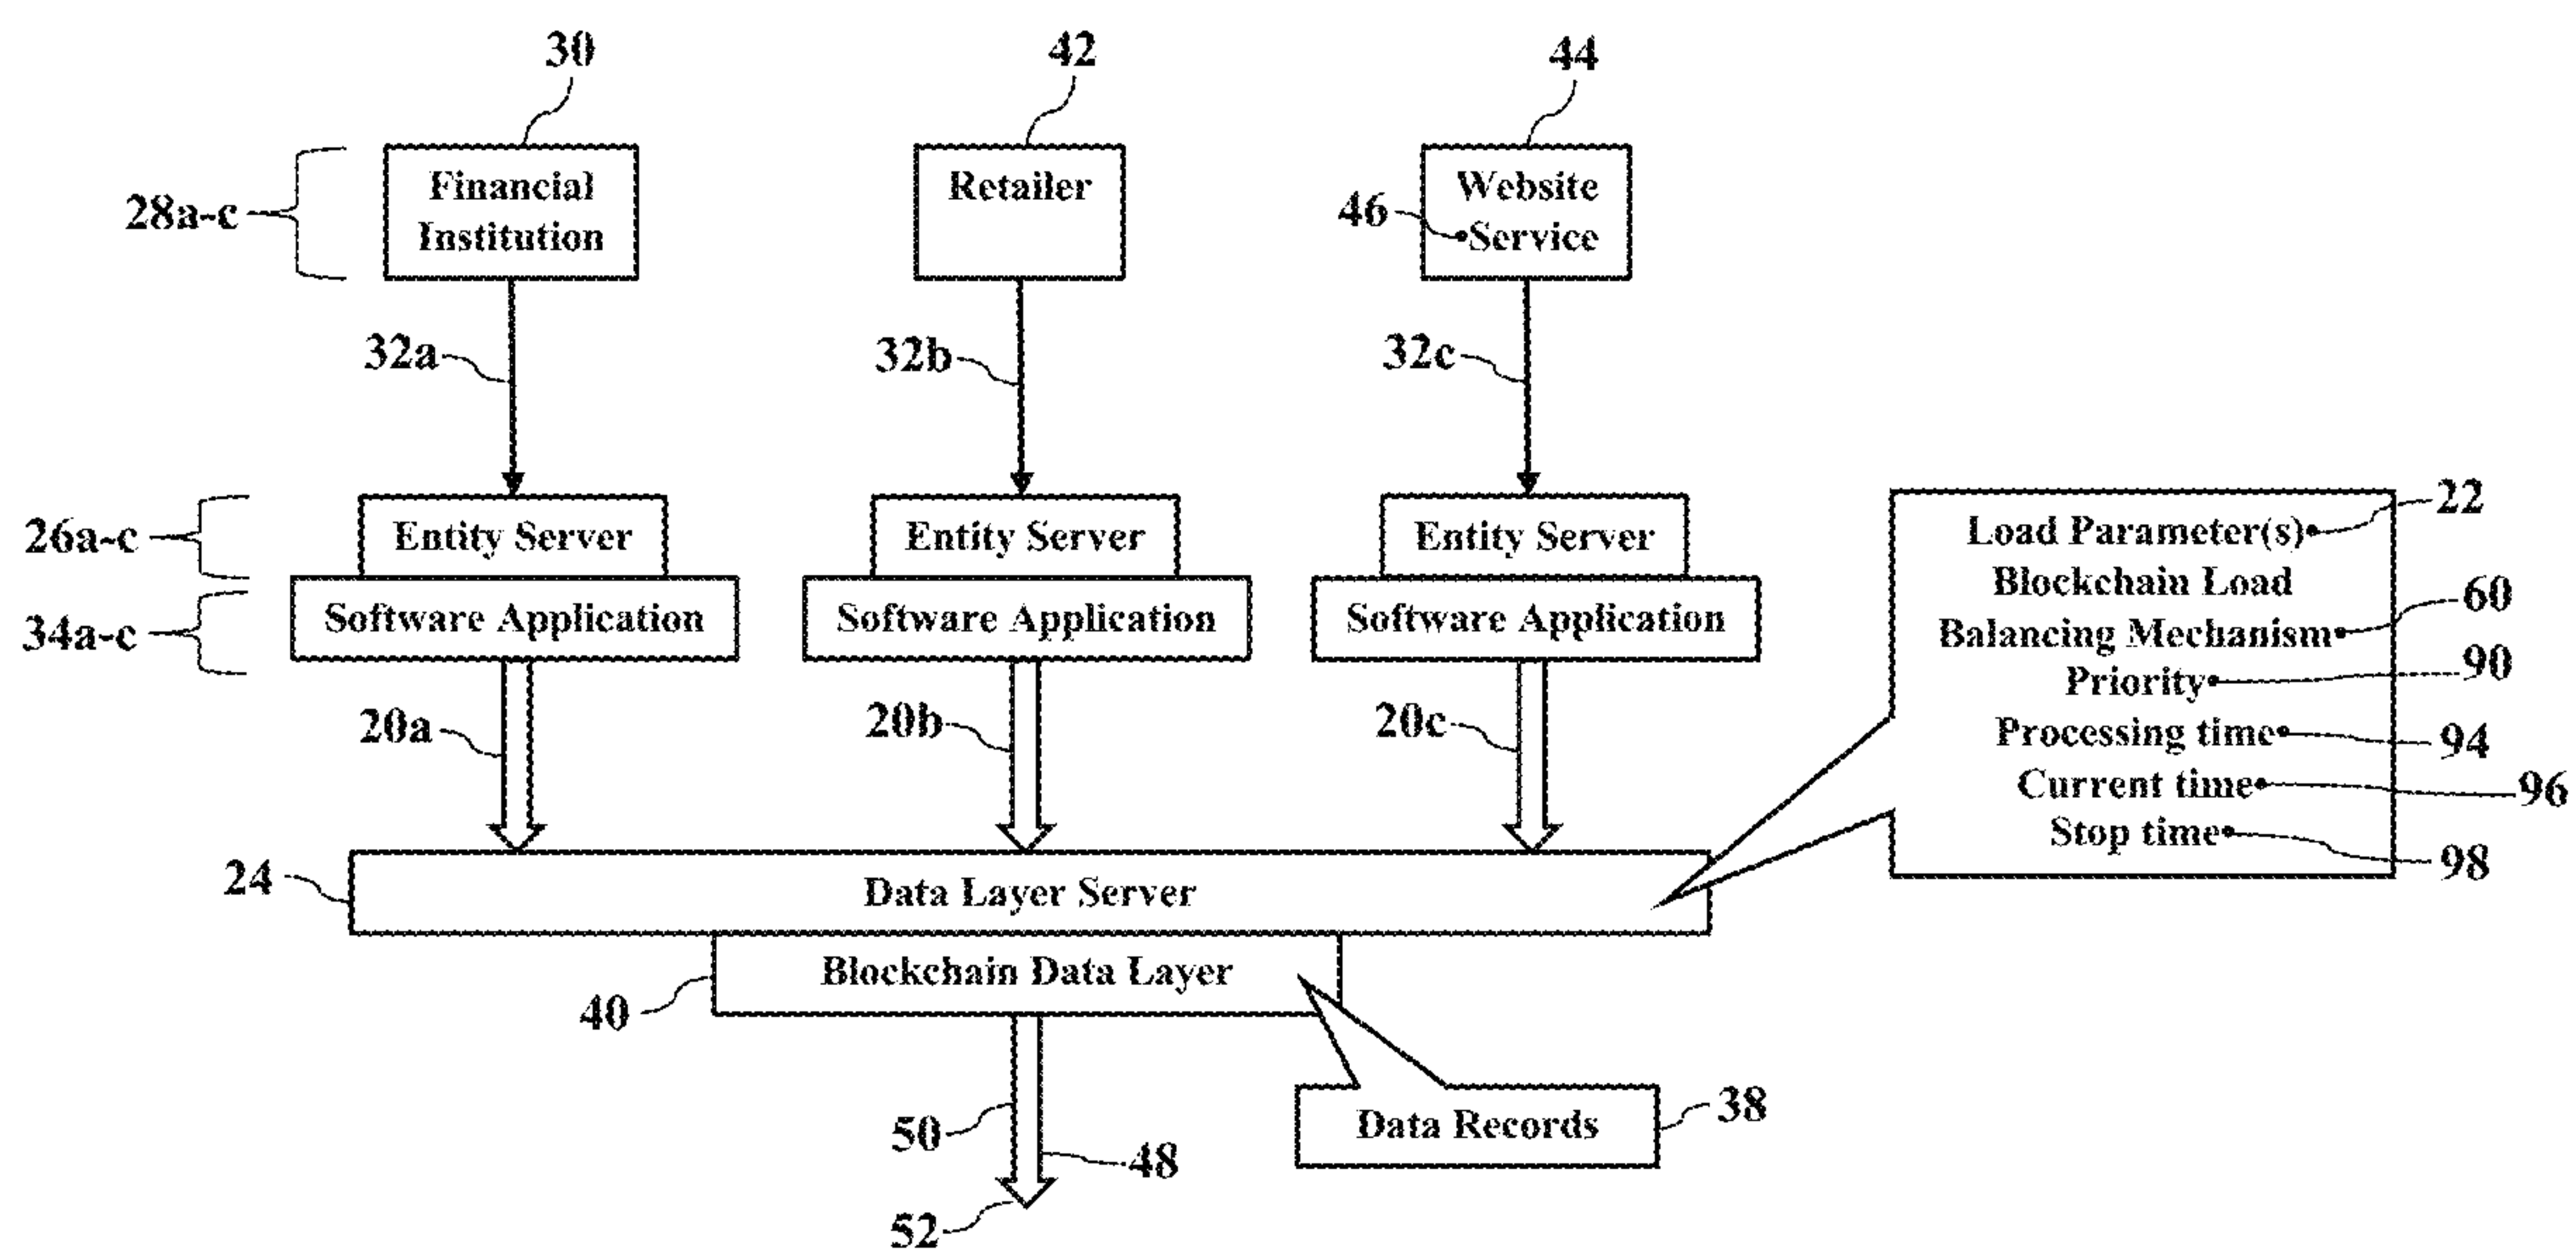 30
42
44
28a-c
Financial
Institution
Retailer
Website
46
Service
32a
32b
32c
26a-c
Entity Server
Entity Server
Entity Server
34a-c
Software Application
Software Application
Software Application
Load Parameter(s)
22
Blockchain Load
Balancing Mechanism
60
Priority
90
Processing time
94
Current time
96
Stop time
98
20a
20b
20c
24
Data Layer Server
40
Blockchain Data Layer
50
48
52
Data Records
38